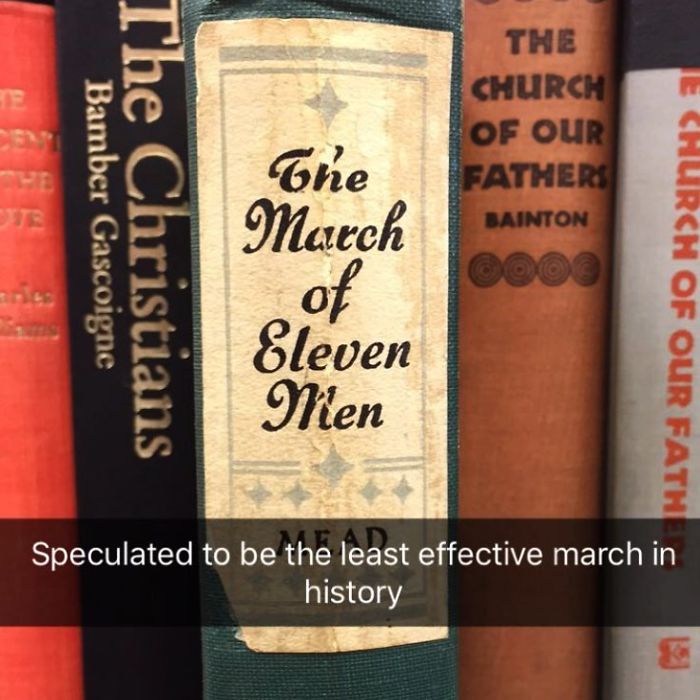 The Christians
Bamber Gascoigne
The
March
of
Eleven
Men
MEAD
THE
CHURCH
OF OUR
FATHERS
BAINTON
E CHURCH OF OUR FATHER
Speculated to be the least effective march in
history